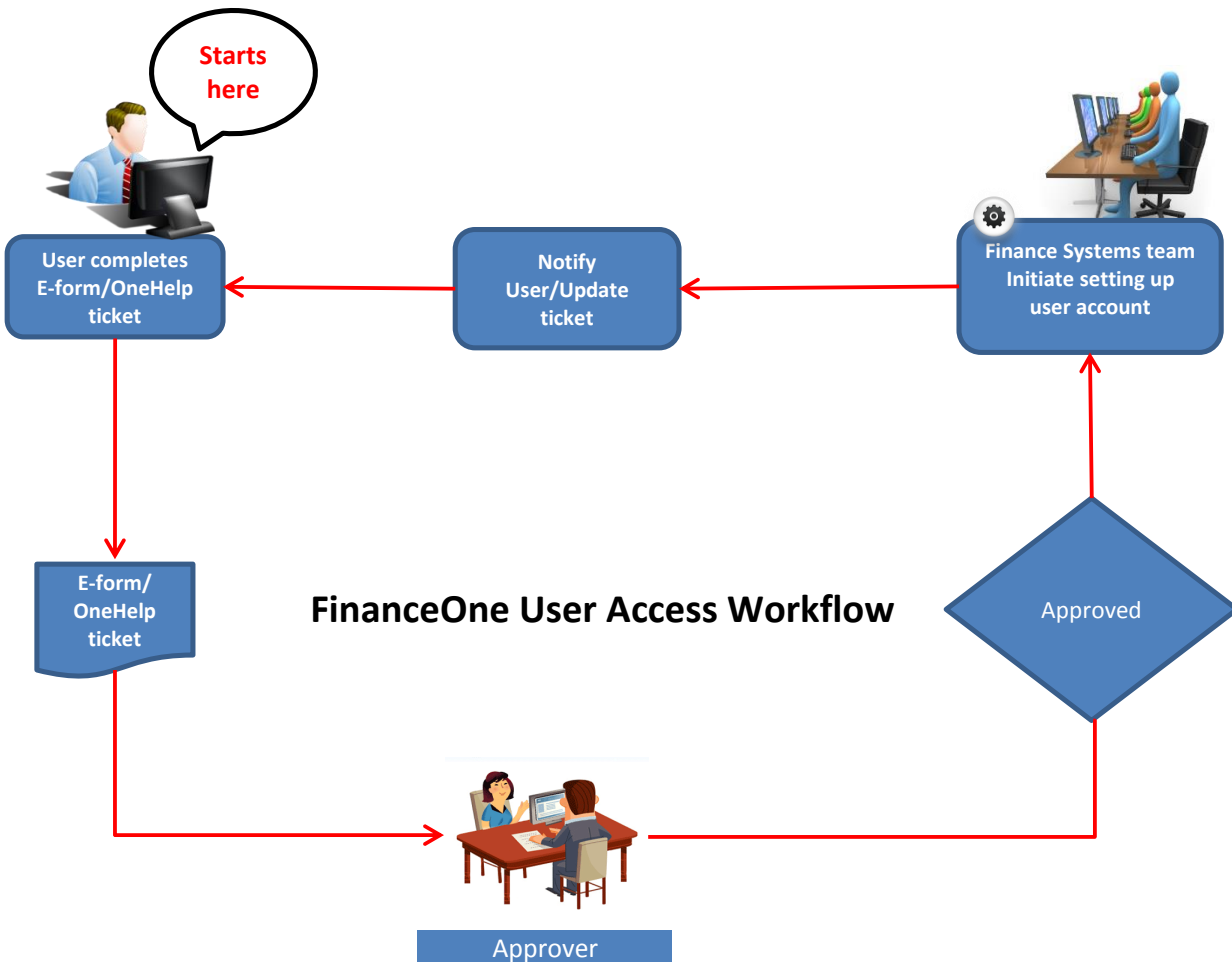 Starts
here
User completes
E-form/OneHelp
ticket
Notify
User/Update
ticket
Finance Systems team
Initiate setting up
user account
E-form/
OneHelp
ticket
FinanceOne User Access Workflow
Approved
Approver